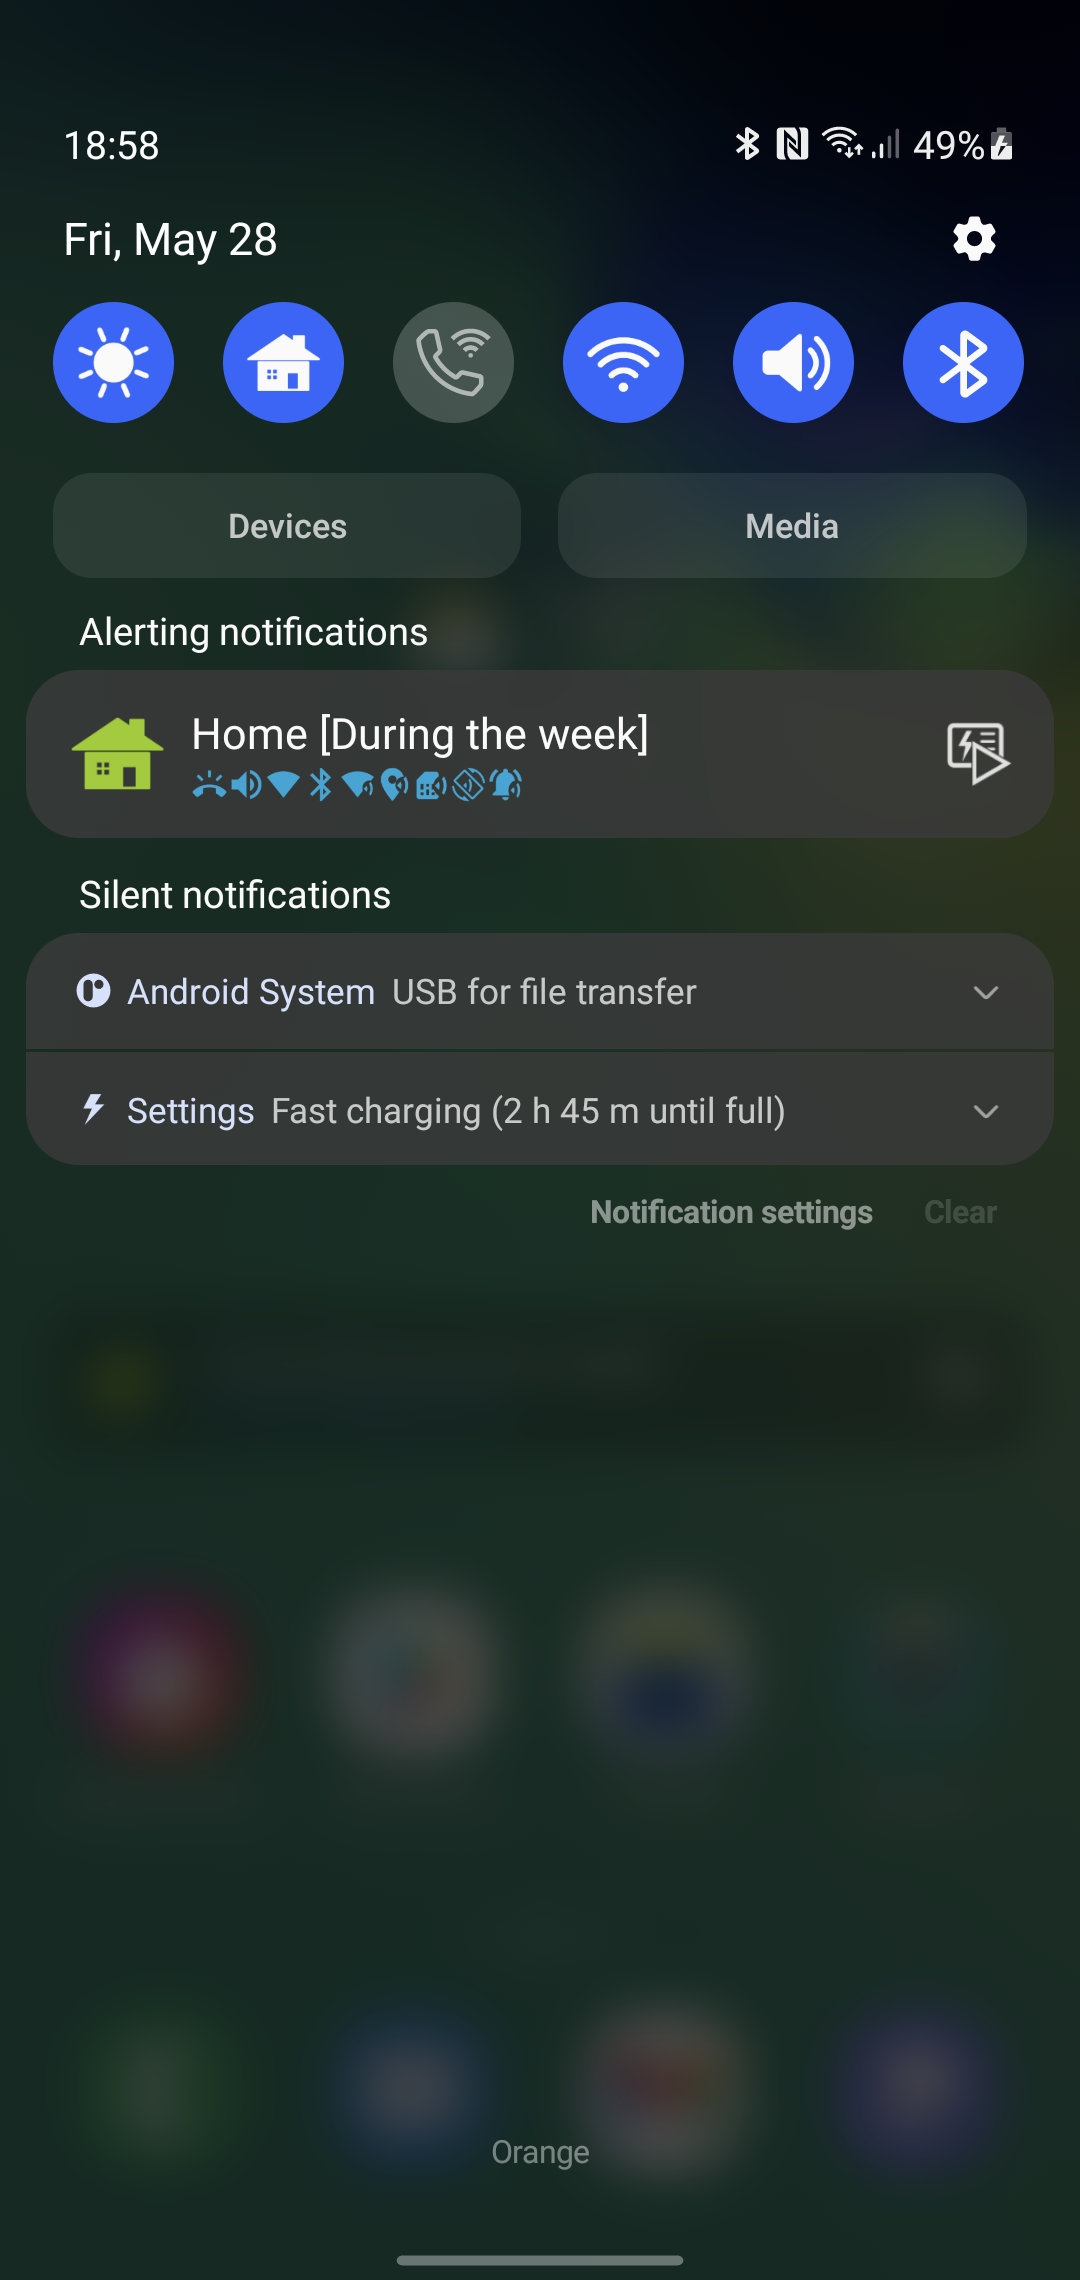 18:58
49%
Fri, May 28
Devices
Media
Alerting notifications
Home [During the week]
Silent notifications
Android System USB for file transfer
Settings Fast charging (2 h 45 m until full)
Notification settings
Clear
Orange